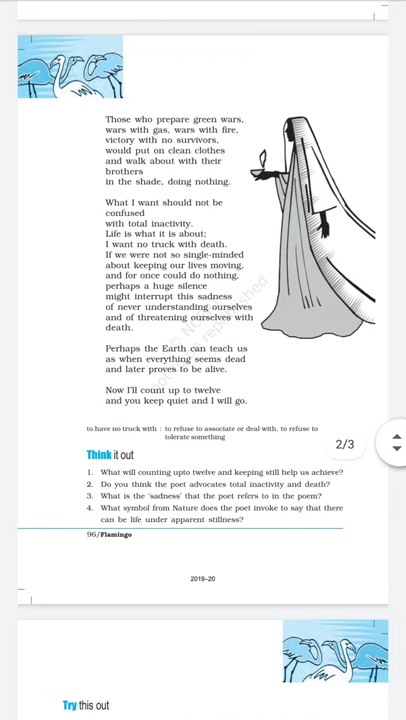 Those who prepare green wars,
wars with gas, wars with fire,
victory with no survivors,
would put on clean clothes
and walk about with their
brothers
in the shade, doing nothing.
What I want should not be
confused
with total inactivity.
Life is what it is about;
I want no truck with death.
If we were not so single-minded
about keeping our lives moving,
and for once could do nothing,
perhaps a huge silence
might interrupt this sadness
of never understanding ourselves
and of threatening ourselves with
death.
Perhaps the Earth can teach us
as when everything seems dead
and later proves to be alive.
Now I'll count up to twelve
and you keep quiet and I will go.
to have no truck with : to refuse to associate or deal with, to refuse to
tolerate something
2/3
Think it out
1. What will counting upto twelve and keeping still help us achieve?
2. Do you think the poet advocates total inactivity and death?
3. What is the 'sadness' that the poet refers to in the poem?
4. What symbol from Nature does the poet invoke to say that there
can be life under apparent stillness?
96/Flamingo
2019–20
Try this out